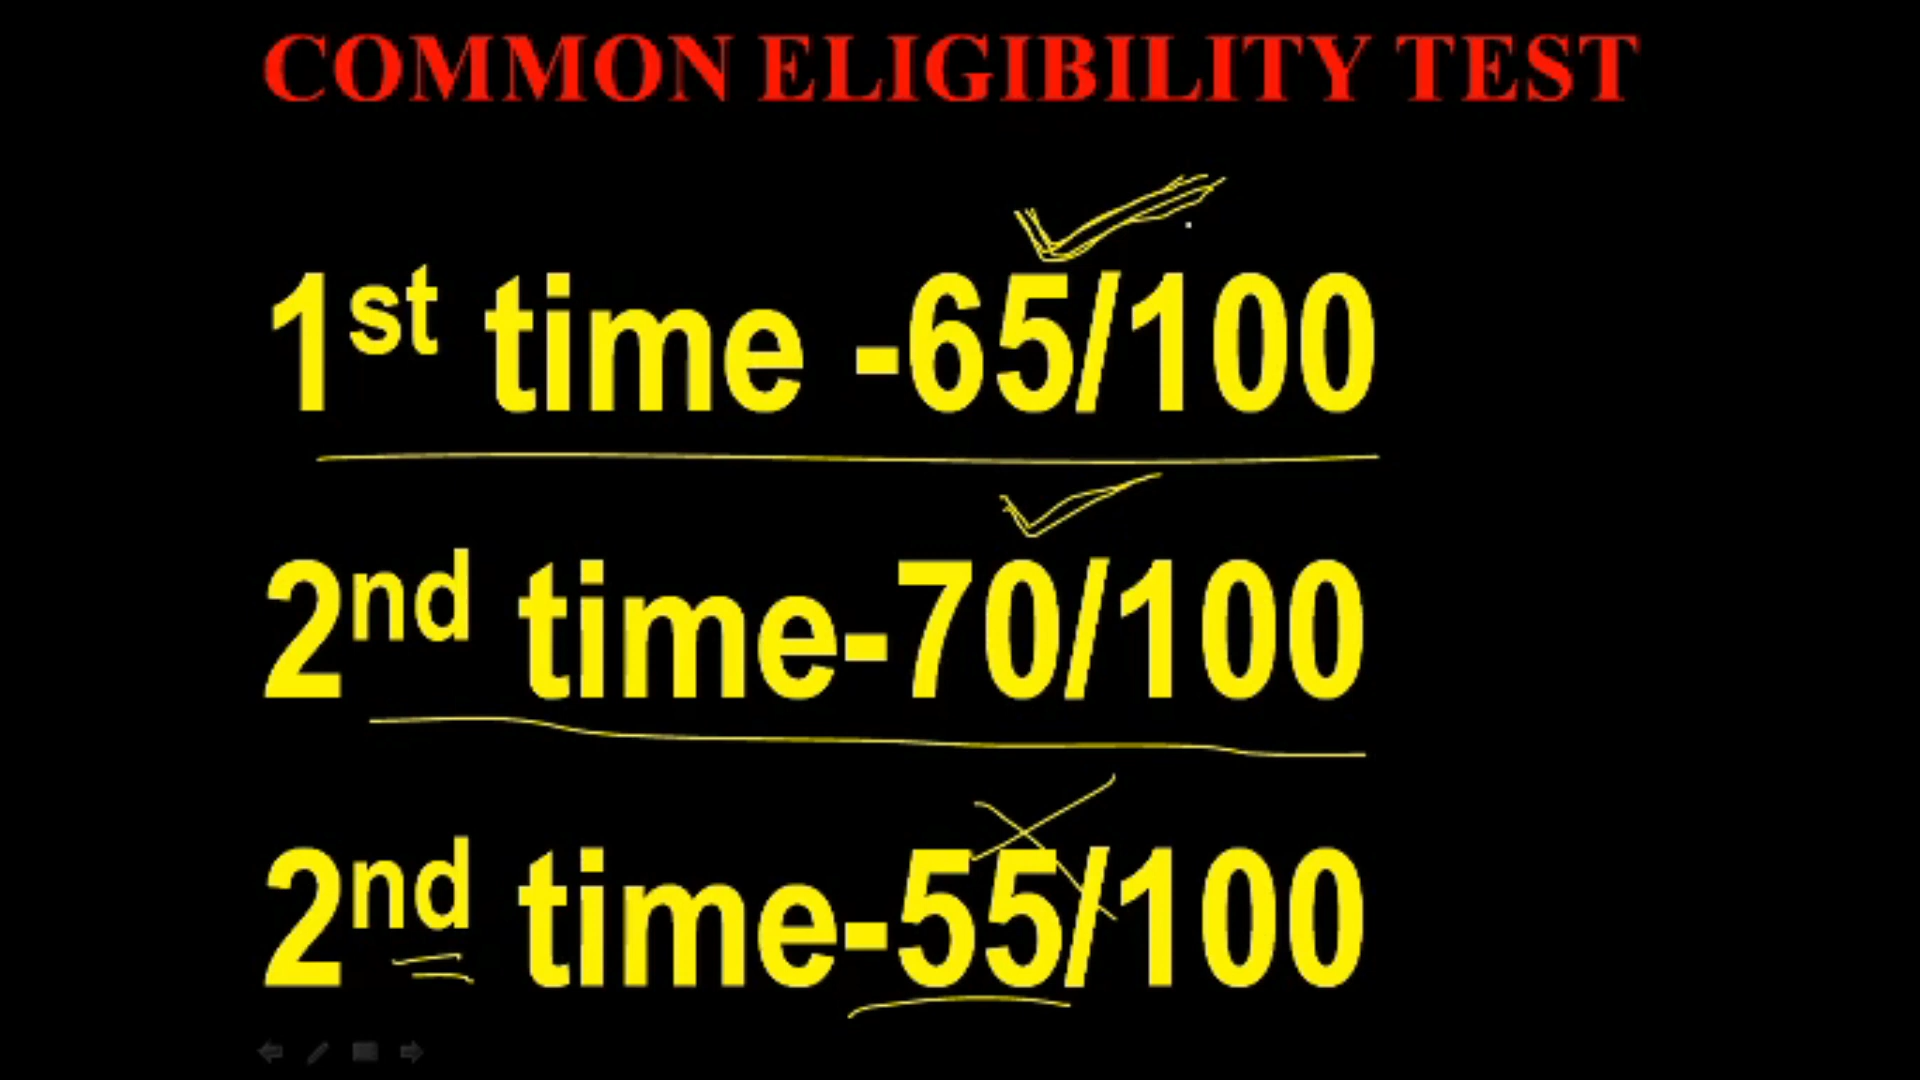 COMMON ELIGIBILITY TEST
1st time -65/100
2nd time-70/100
2nd time-55/100